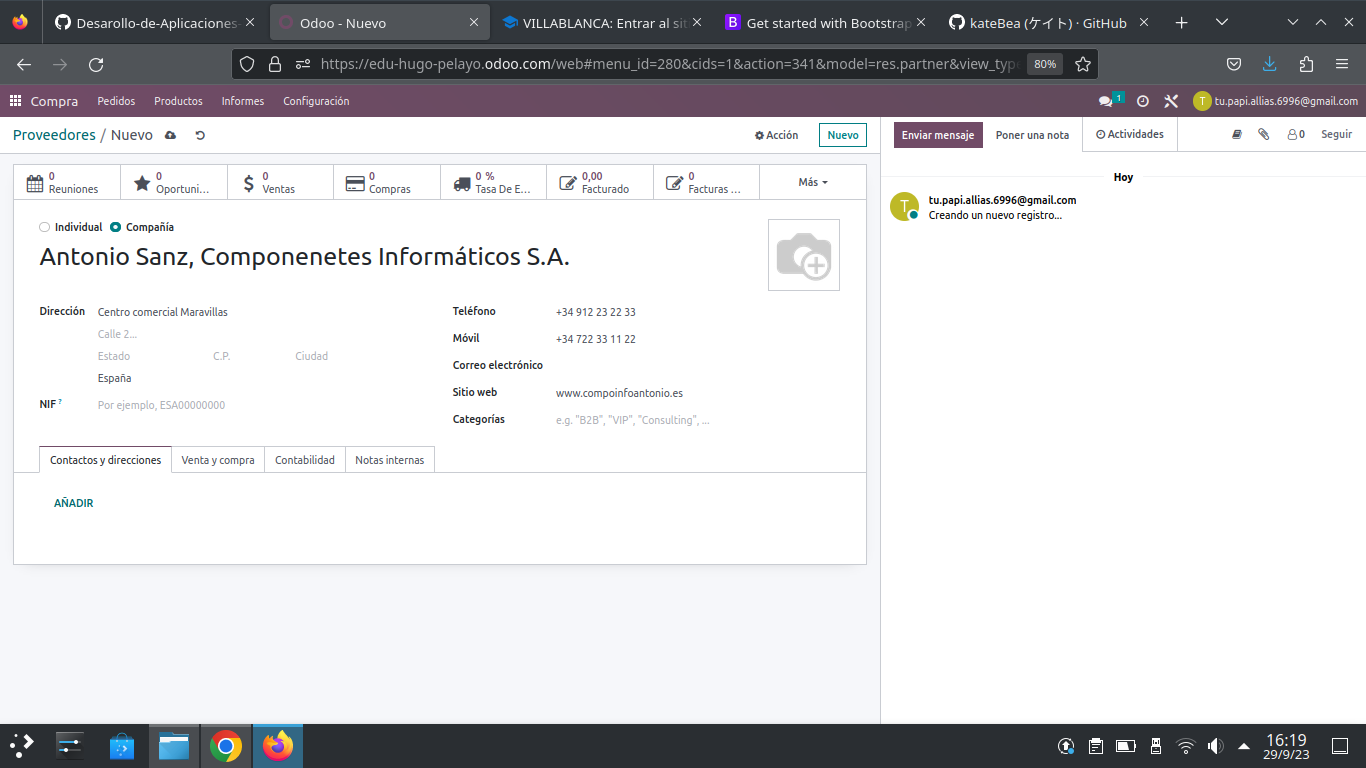 Desarollo-de-Aplicaciones-
Odoo - Nuevo
VILLABLANCA: Entrar al sit
Get started with Bootstrap
kateBea (ケイト) · GitHub
https://edu-hugo-pelayo.odoo.com/web#menu_id=280&cids=1&action=341&model=res.partner&view_type
80%
Compra
Pedidos
Productos
Informes
Configuración
1
T
tu.papi.allias.6996@gmail.com
Proveedores / Nuevo
Acción
Nuevo
Enviar mensaje
Poner una nota
Actividades
0
Seguir
0
Reuniones
0
Oportuni...
0
Ventas
0
Compras
0 %
Tasa De E...
0,00
Facturado
0
Facturas ...
Más
Hoy
T
tu.papi.allias.6996@gmail.com
Creando un nuevo registro...
Individual
Compañía
Antonio Sanz, Componenetes Informáticos S.A.
Dirección
Centro comercial Maravillas
Calle 2...
Estado
C.P.
Ciudad
España
NIF ?
Por ejemplo, ESA00000000
Teléfono
+34 912 23 22 33
Móvil
+34 722 33 11 22
Correo electrónico
Sitio web
www.compoinfoantonio.es
Categorías
e.g. "B2B", "VIP", "Consulting", ...
Contactos y direcciones
Venta y compra
Contabilidad
Notas internas
AÑADIR
16:19
29/9/23